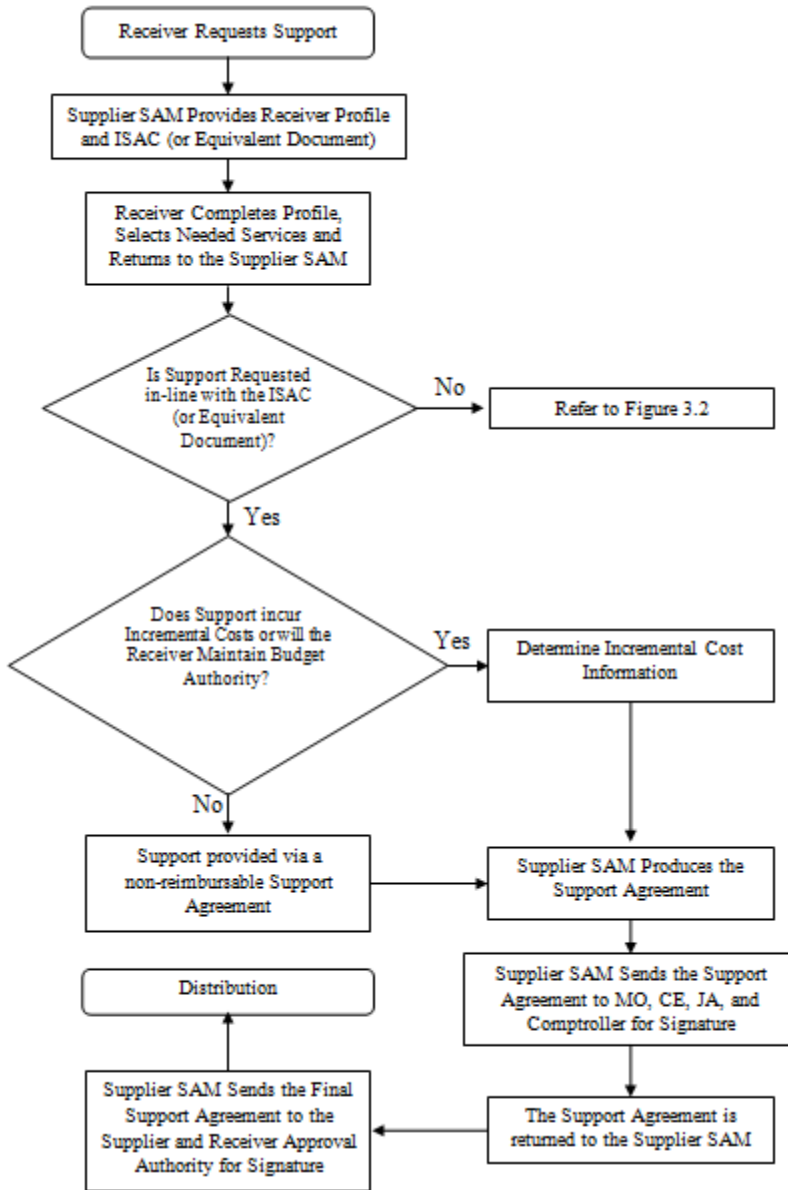 Receiver Requests Support
Supplier SAM Provides Receiver Profile
and ISAC (or Equivalent Document)
Receiver Completes Profile,
Selects Needed Services and
Returns to the Supplier SAM
Is Support Requested
in-line with the ISAC
(or Equivalent
Document)?
No
Refer to Figure 3.2
Yes
Does Support incur
Incremental Costs or will the
Receiver Maintain Budget
Authority?
Yes
Determine Incremental Cost
Information
No
Support provided via a
non-reimbursable Support
Agreement
Supplier SAM Produces the
Support Agreement
Supplier SAM Sends the Support
Agreement to MO, CE, JA, and
Comptroller for Signature
The Support Agreement is
returned to the Supplier SAM
Supplier SAM Sends the Final
Support Agreement to the
Supplier and Receiver Approval
Authority for Signature
Distribution